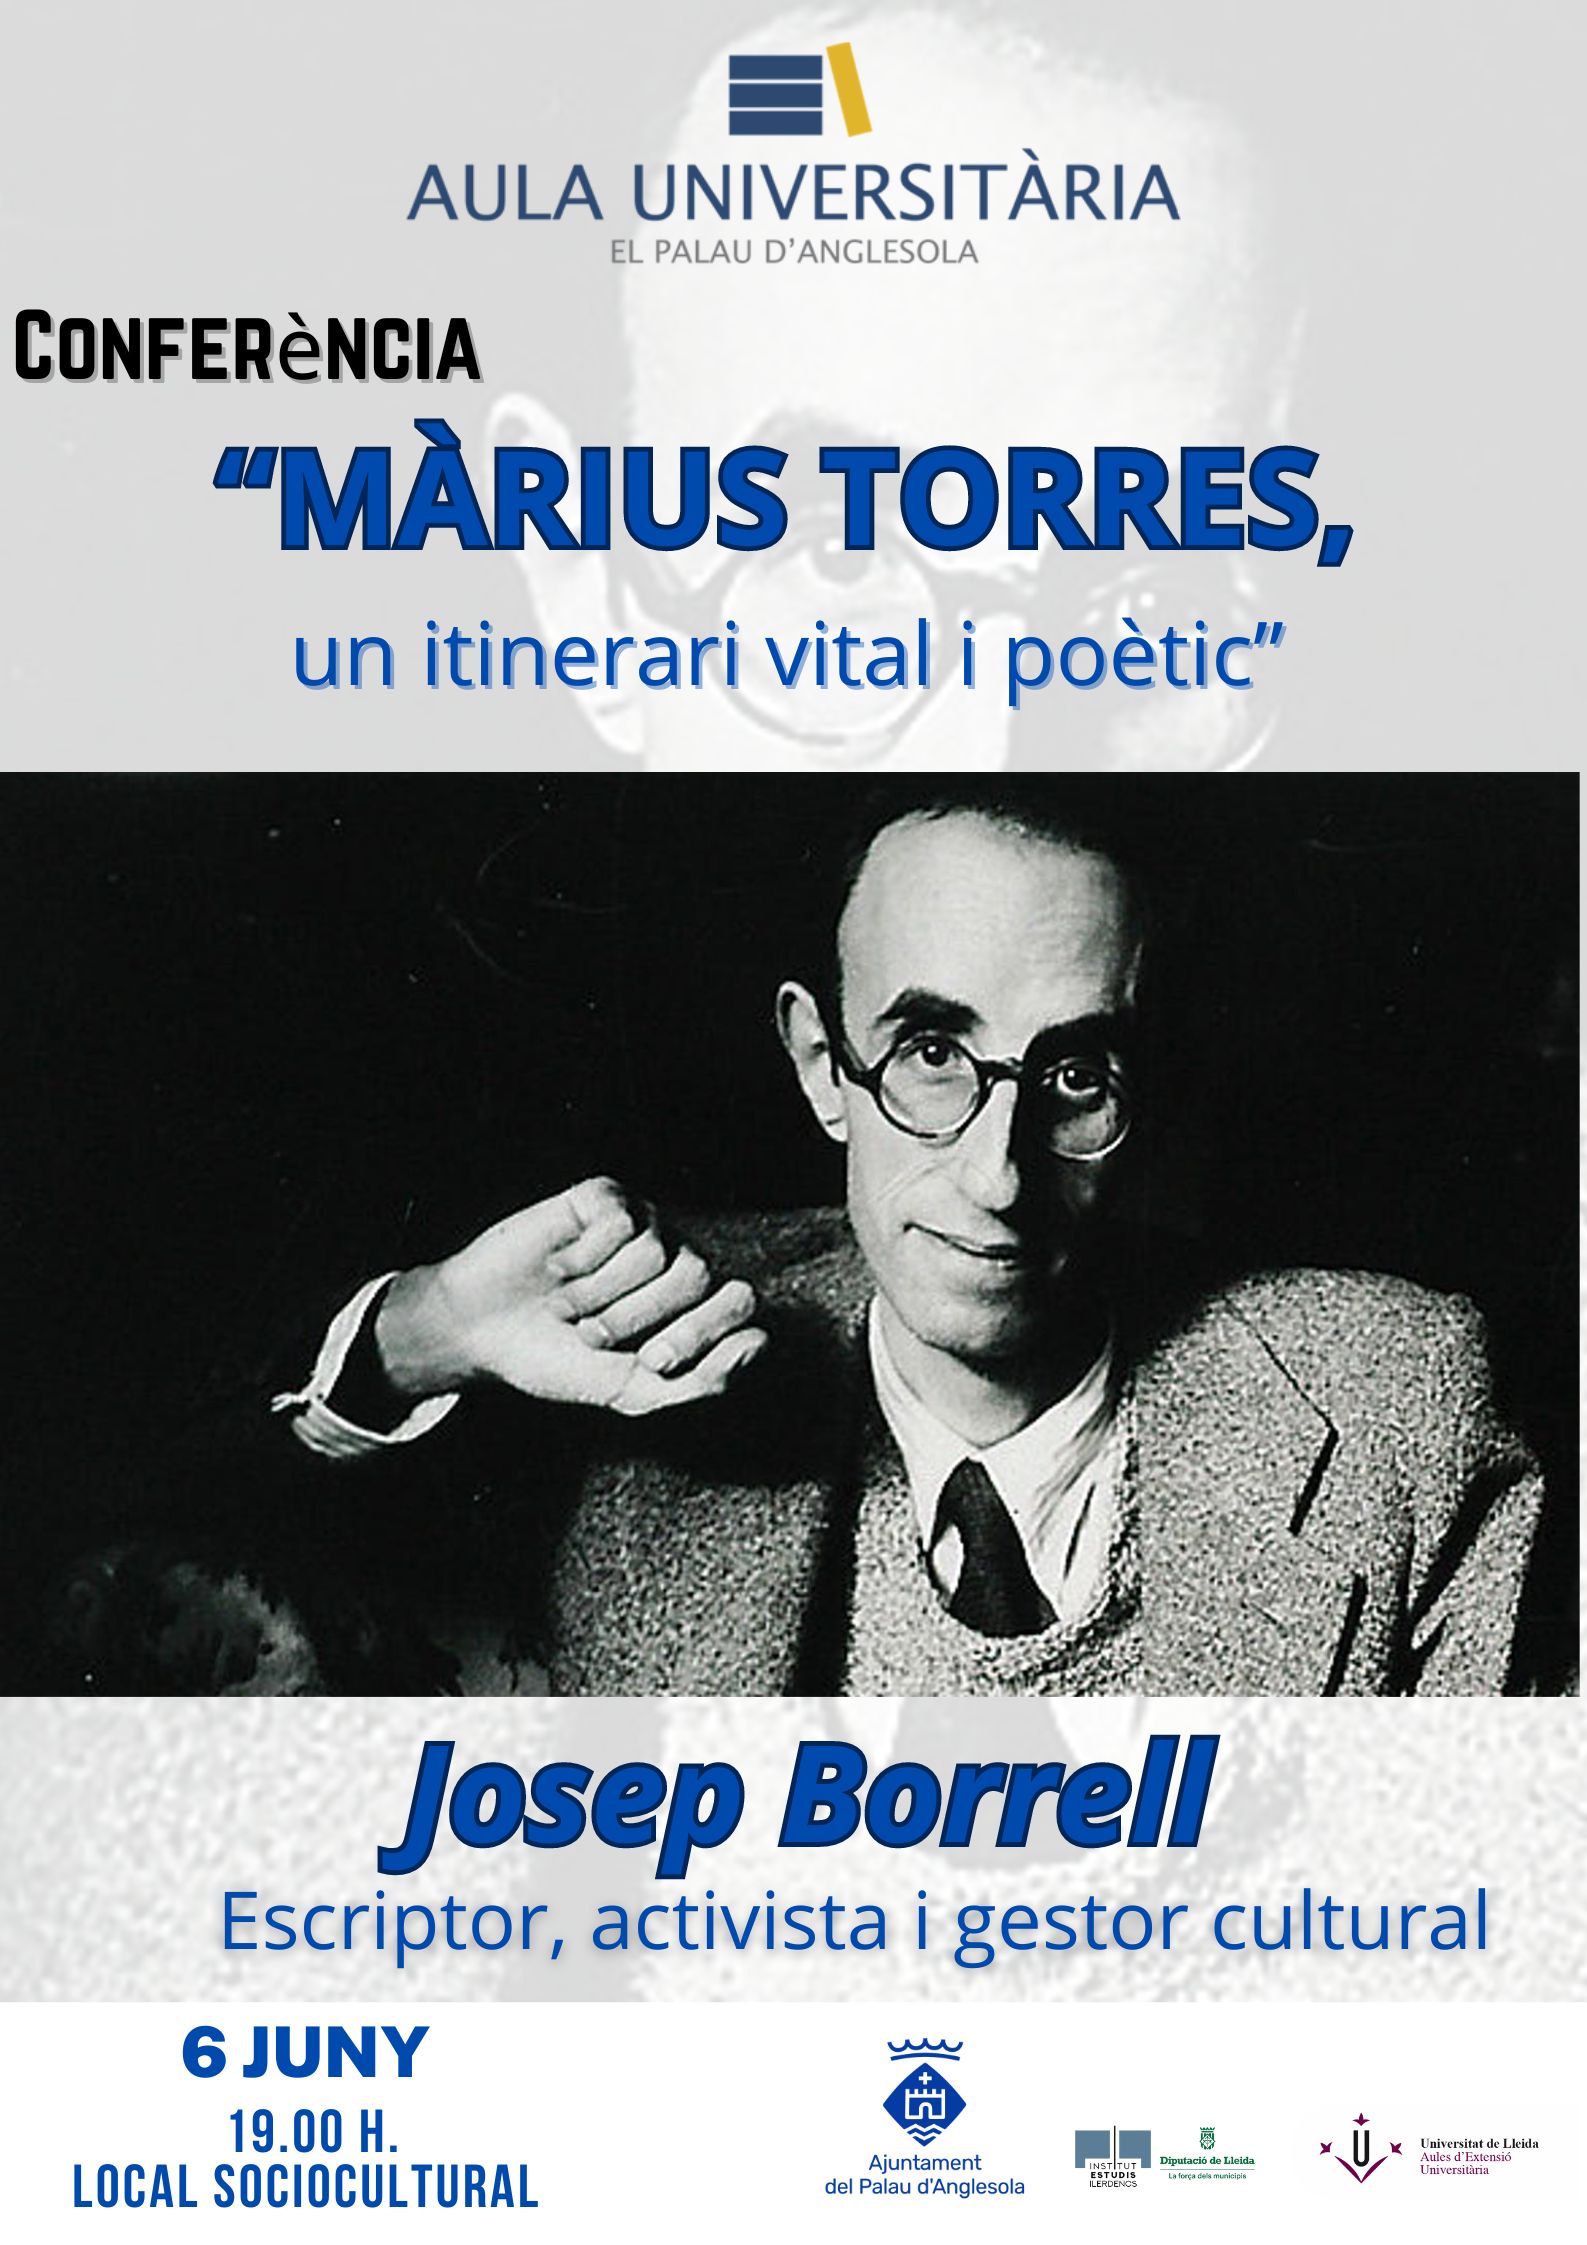 AULA UNIVERSITÀRIA
EL PALAU D'ANGLESOLA
CONFERèNCIA
“MÀRIUS TORRES,
un itinerari vital i poètic”
Josep Borrell
Escriptor, activista i gestor cultural
6 JUNY
19.00 H.
LOCAL SOCIOCULTURAL
Ajuntament
del Palau d'Anglesola
INSTITUT
ESTUDIS
ILERDENCS
Diputació de Lleida
La força dels municipis
U
Universitat de Lleida
Aules d'Extensió
Universitària